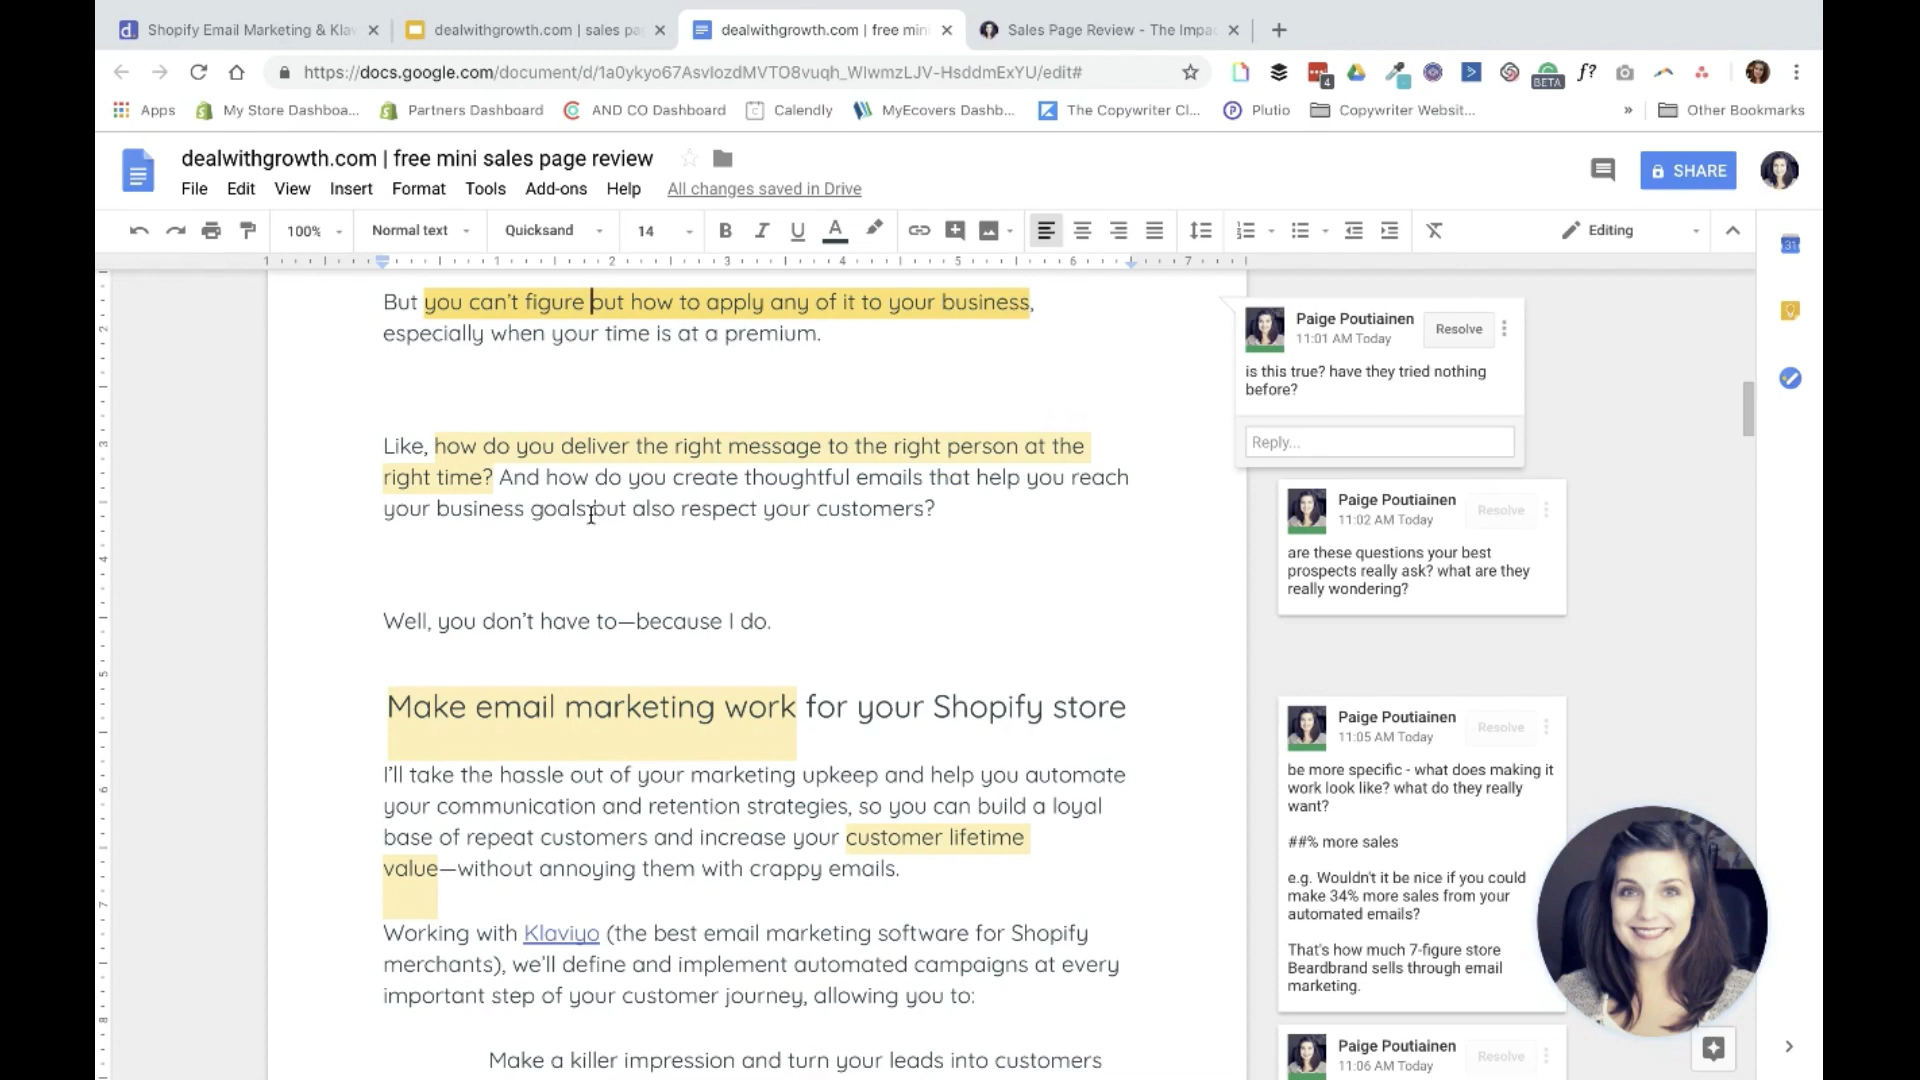 Shopify Email Marketing & Klav
dealwithgrowth.com | sales pa
dealwithgrowth.com | free mini
Sales Page Review - The Impac
https://docs.google.com/document/d/1a0ykyo67AsvIozdMVTO8vuqh_WIwmzLJV-HsddmExYU/edit#
4
BETA
f?
Apps
My Store Dashboa...
Partners Dashboard
AND CO Dashboard
Calendly
MyEcovers Dashb...
The Copywriter Cl...
Plutio
Copywriter Websit...
»
Other Bookmarks
dealwithgrowth.com | free mini sales page review
File Edit View Insert Format Tools Add-ons Help All changes saved in Drive
SHARE
100% Normal text Quicksand 14 B I U A Editing
1 1 2 3 4 5 6 7
31
But you can't figure out how to apply any of it to your business,
especially when your time is at a premium.
Like, how do you deliver the right message to the right person at the
right time? And how do you create thoughtful emails that help you reach
your business goals but also respect your customers?
Well, you don't have to—because I do.
Make email marketing work for your Shopify store
I'll take the hassle out of your marketing upkeep and help you automate
your communication and retention strategies, so you can build a loyal
base of repeat customers and increase your customer lifetime
value—without annoying them with crappy emails.
Working with Klaviyo (the best email marketing software for Shopify
merchants), we'll define and implement automated campaigns at every
important step of your customer journey, allowing you to:
Make a killer impression and turn your leads into customers
Paige Poutiainen
11:01 AM Today
Resolve
is this true? have they tried nothing
before?
Reply...
Paige Poutiainen
11:02 AM Today
Resolve
are these questions your best
prospects really ask? what are they
really wondering?
Paige Poutiainen
11:05 AM Today
Resolve
be more specific - what does making it
work look like? what do they really
want?
##% more sales
e.g. Wouldn't it be nice if you could
make 34% more sales from your
automated emails?
That's how much 7-figure store
Beardbrand sells through email
marketing.
Paige Poutiainen
11:06 AM Today
Resolve